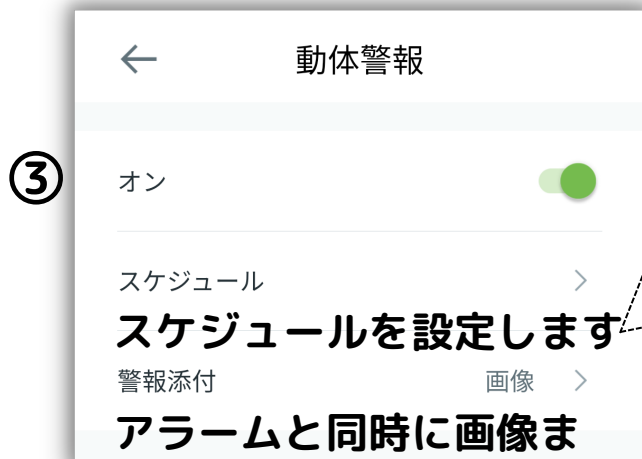 動体警報
③
オン
スケジュール
スケジュールを設定します
警報添付 画像
アラームと同時に画像ま